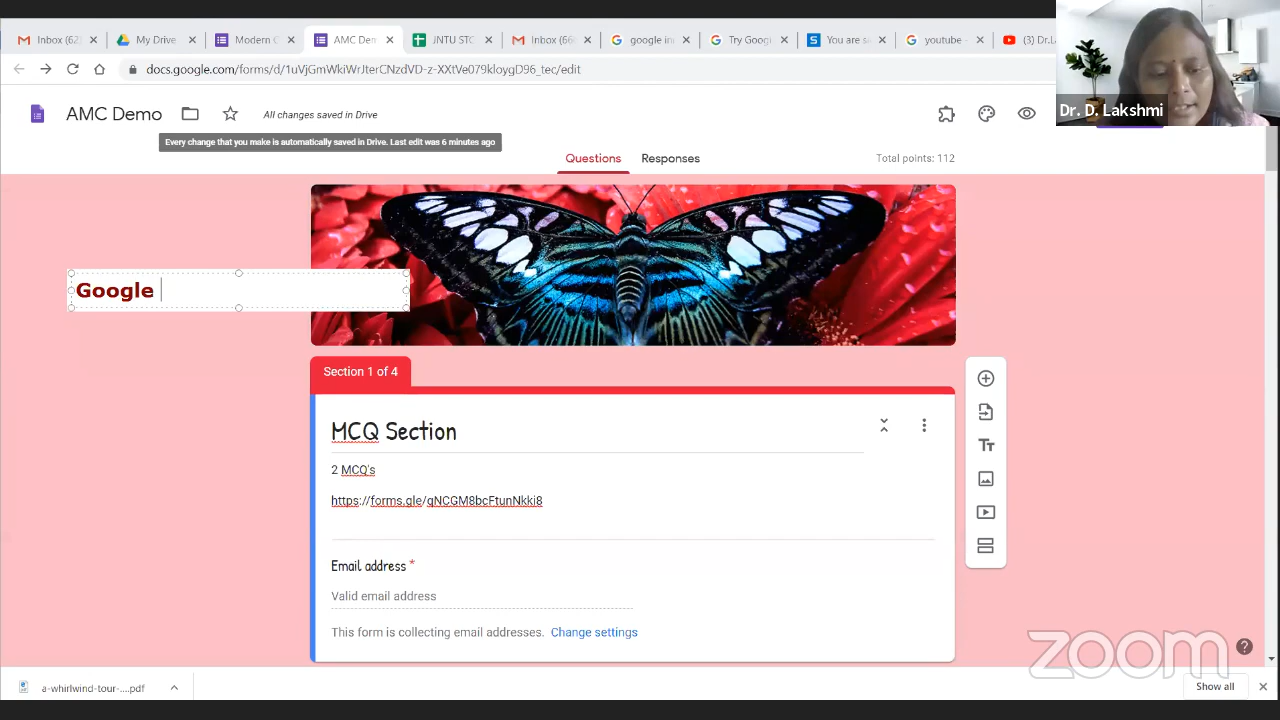 Inbox (62)
My Drive
Modern C
AMC Dem
JNTU STC
Inbox (66
google in
Try Goog
You are s
youtube -
(3) Dr.L
docs.google.com/forms/d/1uVjGmWkiWrJtsrCNzdVD-z-XXtVe079kloygD96_tec/edit
Dr. D. Lakshmi
AMC Demo
All changes saved in Drive
Every change that you make is automatically saved in Drive. Last edit was 6 minutes ago
Questions
Responses
Total points: 112
Google
Section 1 of 4
MCQ Section
2 MCQ's
https://forms.gle/qNCGM8bcFtunNkki8
Email address *
Valid email address
This form is collecting email addresses. Change settings
zoom
a-whirlwind-tour-....pdf
Show all